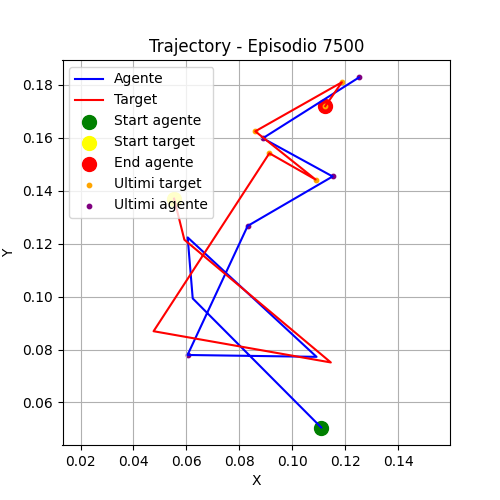 Trajectory - Episodio 7500
Agente
Target
Start agente
Start target
End agente
Ultimi target
Ultimi agente
Y
0.18
0.16
0.14
0.12
0.10
0.08
0.06
0.02
0.04
0.06
0.08
0.10
0.12
0.14
X